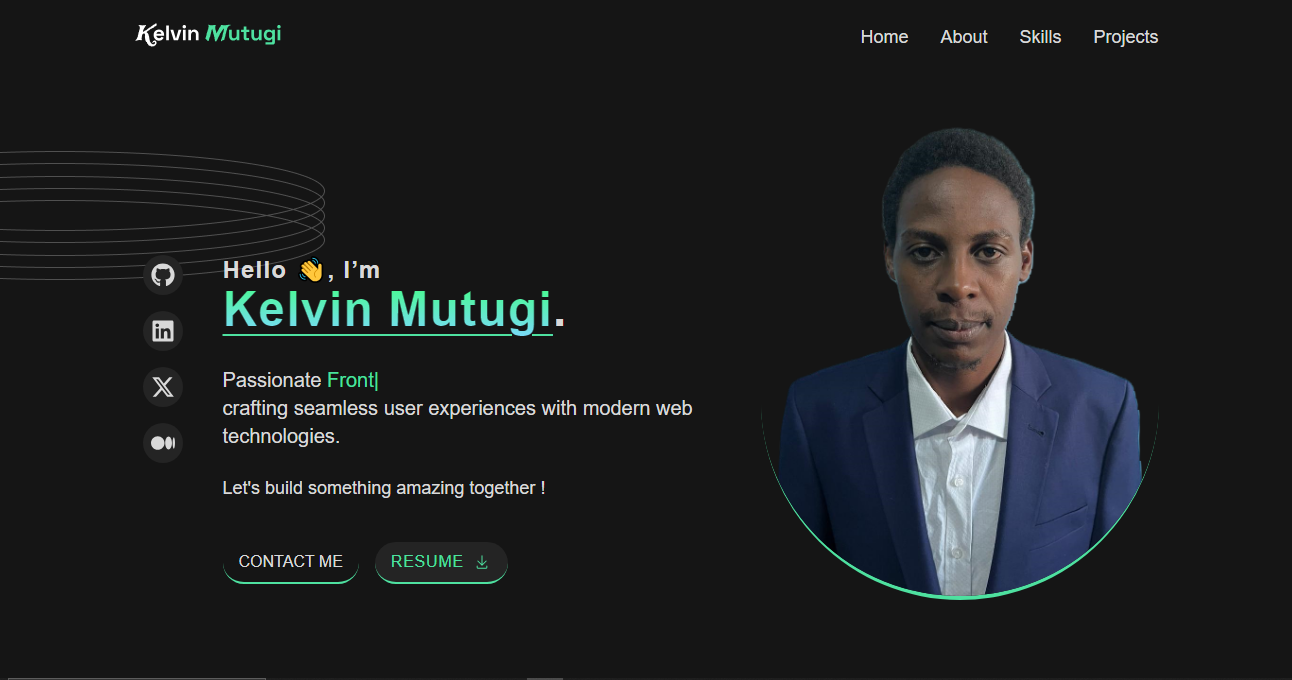 Kelvin Mutugi
Home About Skills Projects
Hello 👋, I’m
Kelvin Mutugi.
Passionate Front|
crafting seamless user experiences with modern web
technologies.
Let's build something amazing together !
CONTACT ME
RESUME